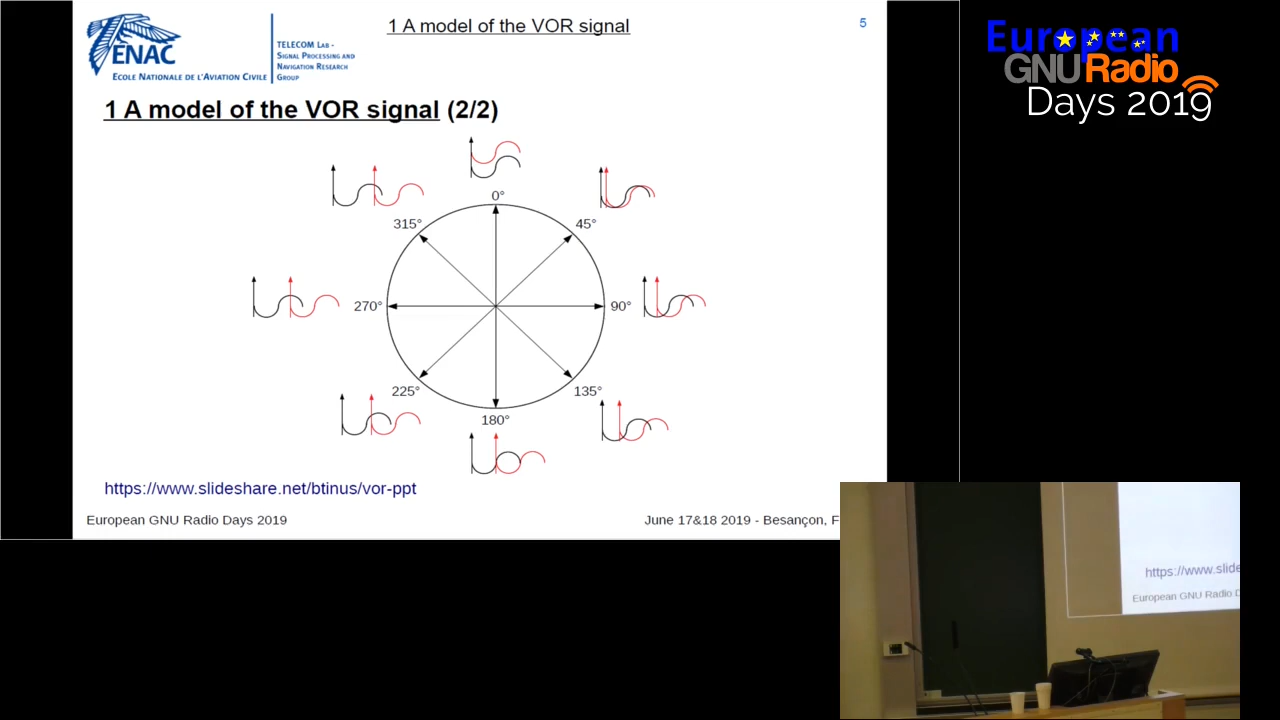 ENAC
ECOLE NATIONALE DE L'AVIATION CIVILE
TELECOM LAB -
SIGNAL PROCESSING AND
NAVIGATION RESEARCH
GROUP
1 A model of the VOR signal
5
European
GNURadio
Days 2019
1 A model of the VOR signal (2/2)
0°
315°
45°
270°
90°
225°
135°
180°
https://www.slideshare.net/btinus/vor-ppt
European GNU Radio Days 2019
June 17&18 2019 - Besançon, F
https://www.slide
European GNU Radio D